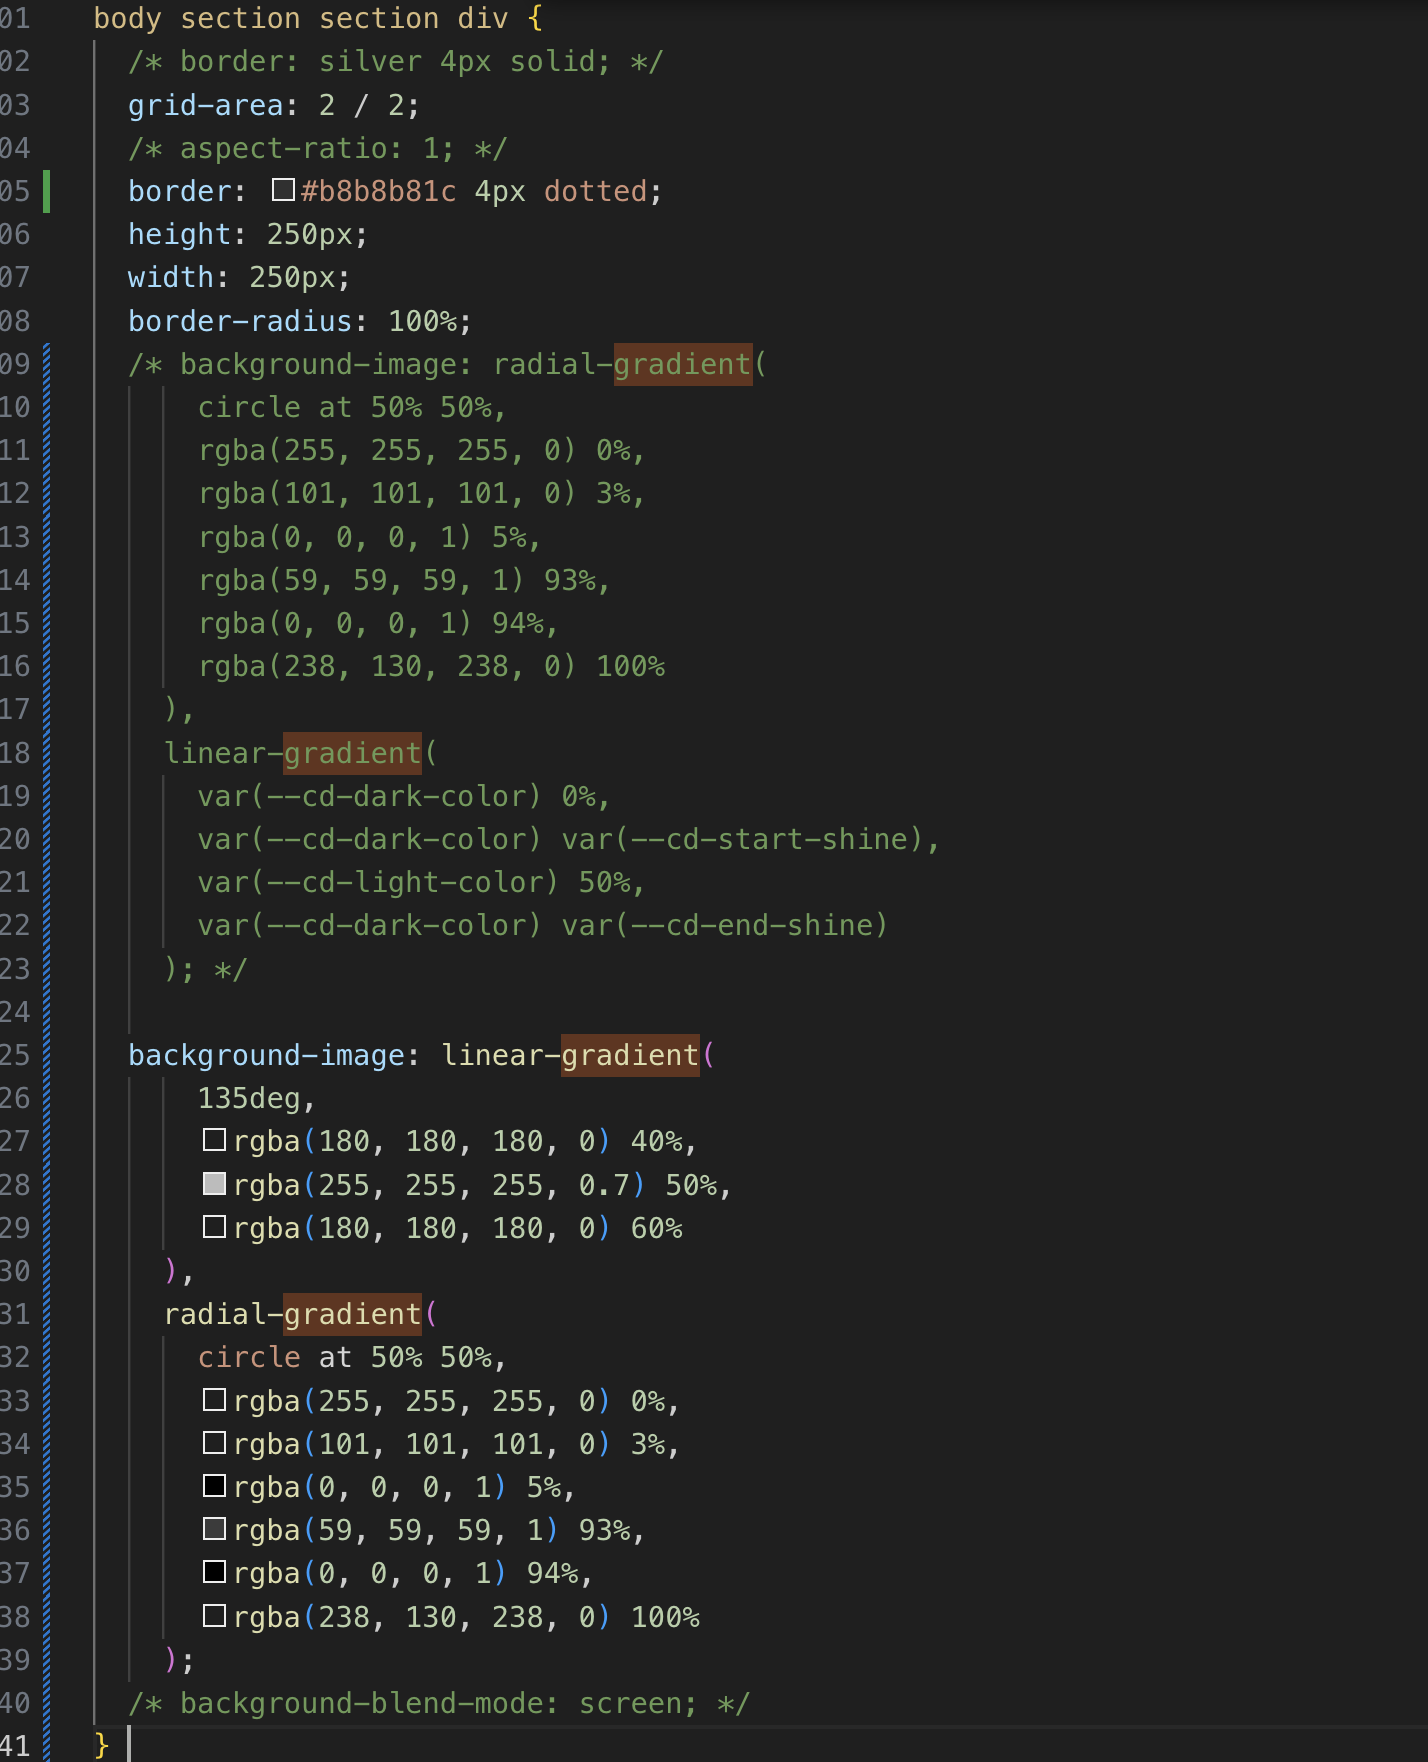 01 body section section div {
02 /* border: silver 4px solid; */
03 grid-area: 2 / 2;
04 /* aspect-ratio: 1; */
05 border: #b8b8b81c 4px dotted;
06 height: 250px;
07 width: 250px;
08 border-radius: 100%;
09 /* background-image: radial-gradient(
10 circle at 50% 50%,
11 rgba(255, 255, 255, 0) 0%,
12 rgba(101, 101, 101, 0) 3%,
13 rgba(0, 0, 0, 1) 5%,
14 rgba(59, 59, 59, 1) 93%,
15 rgba(0, 0, 0, 1) 94%,
16 rgba(238, 130, 238, 0) 100%
17 ),
18 linear-gradient(
19 var(--cd-dark-color) 0%,
20 var(--cd-dark-color) var(--cd-start-shine),
21 var(--cd-light-color) 50%,
22 var(--cd-dark-color) var(--cd-end-shine)
23 ); */
24
25 background-image: linear-gradient(
26 135deg,
27 rgba(180, 180, 180, 0) 40%,
28 rgba(255, 255, 255, 0.7) 50%,
29 rgba(180, 180, 180, 0) 60%
30 ),
31 radial-gradient(
32 circle at 50% 50%,
33 rgba(255, 255, 255, 0) 0%,
34 rgba(101, 101, 101, 0) 3%,
35 rgba(0, 0, 0, 1) 5%,
36 rgba(59, 59, 59, 1) 93%,
37 rgba(0, 0, 0, 1) 94%,
38 rgba(238, 130, 238, 0) 100%
39 );
40 /* background-blend-mode: screen; */
41 }